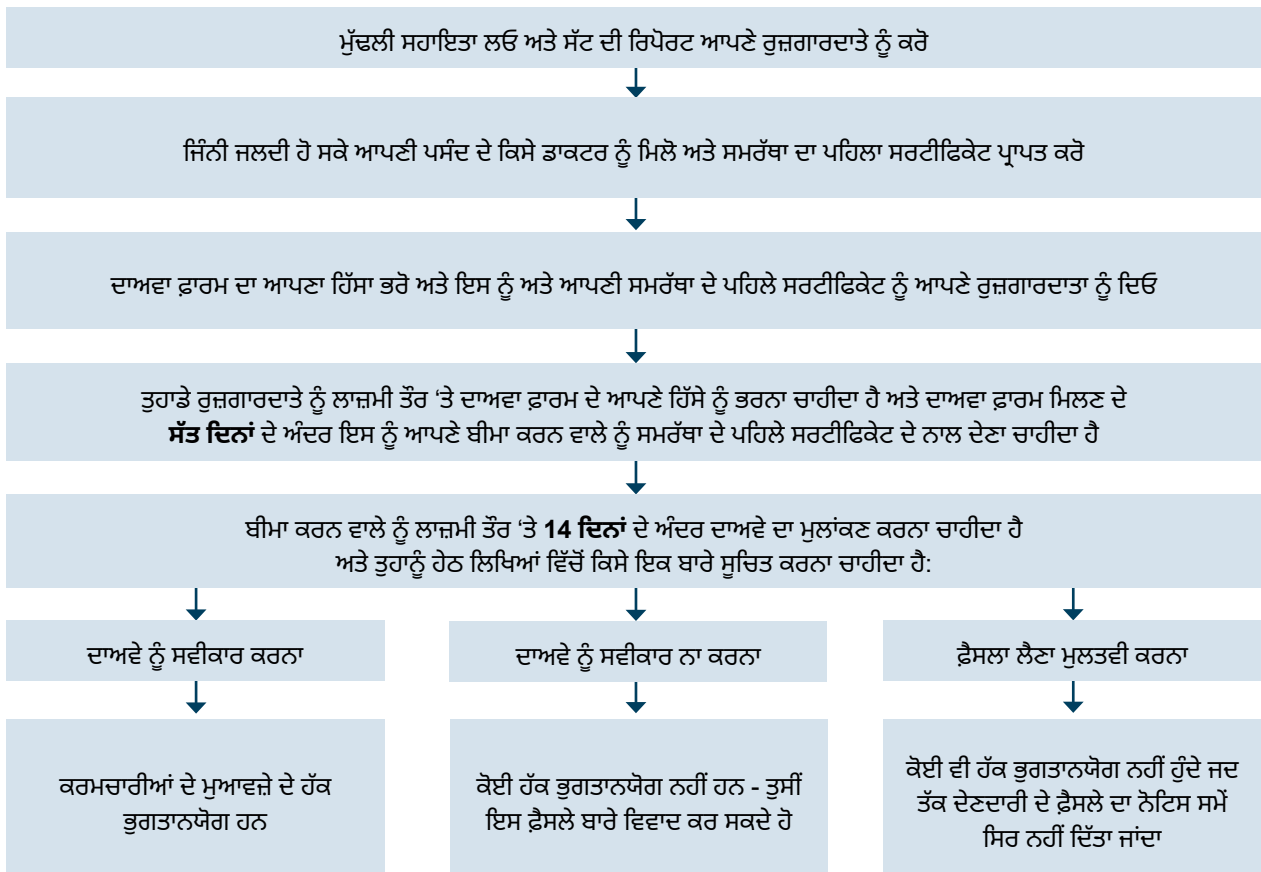 ਮੁੱਢਲੀ ਸਹਾਇਤਾ ਲਓ ਅਤੇ ਸੱਟ ਦੀ ਰਿਪੋਰਟ ਆਪਣੇ ਰੁਜ਼ਗਾਰਦਾਤੇ ਨੂੰ ਕਰੋ
ਜਿੰਨੀ ਜਲਦੀ ਹੋ ਸਕੇ ਆਪਣੀ ਪਸੰਦ ਦੇ ਕਿਸੇ ਡਾਕਟਰ ਨੂੰ ਮਿਲੋ ਅਤੇ ਸਮਰੱਥਾ ਦਾ ਪਹਿਲਾ ਸਰਟੀਫਿਕੇਟ ਪ੍ਰਾਪਤ ਕਰੋ
ਦਾਅਵਾ ਫ਼ਾਰਮ ਦਾ ਆਪਣਾ ਹਿੱਸਾ ਭਰੋ ਅਤੇ ਇਸ ਨੂੰ ਅਤੇ ਆਪਣੀ ਸਮਰੱਥਾ ਦੇ ਪਹਿਲੇ ਸਰਟੀਫਿਕੇਟ ਨੂੰ ਆਪਣੇ ਰੁਜ਼ਗਾਰਦਾਤਾ ਨੂੰ ਦਿਓ
ਤੁਹਾਡੇ ਰੁਜ਼ਗਾਰਦਾਤੇ ਨੂੰ ਲਾਜ਼ਮੀ ਤੌਰ ‘ਤੇ ਦਾਅਵਾ ਫ਼ਾਰਮ ਦੇ ਆਪਣੇ ਹਿੱਸੇ ਨੂੰ ਭਰਨਾ ਚਾਹੀਦਾ ਹੈ ਅਤੇ ਦਾਅਵਾ ਫ਼ਾਰਮ ਮਿਲਣ ਦੇ
ਸੱਤ ਦਿਨਾਂ ਦੇ ਅੰਦਰ ਇਸ ਨੂੰ ਆਪਣੇ ਬੀਮਾ ਕਰਨ ਵਾਲੇ ਨੂੰ ਸਮਰੱਥਾ ਦੇ ਪਹਿਲੇ ਸਰਟੀਫਿਕੇਟ ਦੇ ਨਾਲ ਦੇਣਾ ਚਾਹੀਦਾ ਹੈ
ਬੀਮਾ ਕਰਨ ਵਾਲੇ ਨੂੰ ਲਾਜ਼ਮੀ ਤੌਰ ‘ਤੇ 14 ਦਿਨਾਂ ਦੇ ਅੰਦਰ ਦਾਅਵੇ ਦਾ ਮੁਲਾਂਕਣ ਕਰਨਾ ਚਾਹੀਦਾ ਹੈ
ਅਤੇ ਤੁਹਾਨੂੰ ਹੇਠ ਲਿਖਿਆਂ ਵਿੱਚੋਂ ਕਿਸੇ ਇਕ ਬਾਰੇ ਸੂਚਿਤ ਕਰਨਾ ਚਾਹੀਦਾ ਹੈ:
ਦਾਅਵੇ ਨੂੰ ਸਵੀਕਾਰ ਕਰਨਾ
ਦਾਅਵੇ ਨੂੰ ਸਵੀਕਾਰ ਨਾ ਕਰਨਾ
ਫ਼ੈਸਲਾ ਲੈਣਾ ਮੁਲਤਵੀ ਕਰਨਾ
ਕਰਮਚਾਰੀਆਂ ਦੇ ਮੁਆਵਜ਼ੇ ਦੇ ਹੱਕ
ਭੁਗਤਾਨਯੋਗ ਹਨ
ਕੋਈ ਹੱਕ ਭੁਗਤਾਨਯੋਗ ਨਹੀਂ ਹਨ - ਤੁਸੀਂ
ਇਸ ਫ਼ੈਸਲੇ ਬਾਰੇ ਵਿਵਾਦ ਕਰ ਸਕਦੇ ਹੋ
ਕੋਈ ਵੀ ਹੱਕ ਭੁਗਤਾਨਯੋਗ ਨਹੀਂ ਹੁੰਦੇ ਜਦ
ਤੱਕ ਦੇਣਦਾਰੀ ਦੇ ਫ਼ੈਸਲੇ ਦਾ ਨੋਟਿਸ ਸਮੇਂ
ਸਿਰ ਨਹੀਂ ਦਿੱਤਾ ਜਾਂਦਾ